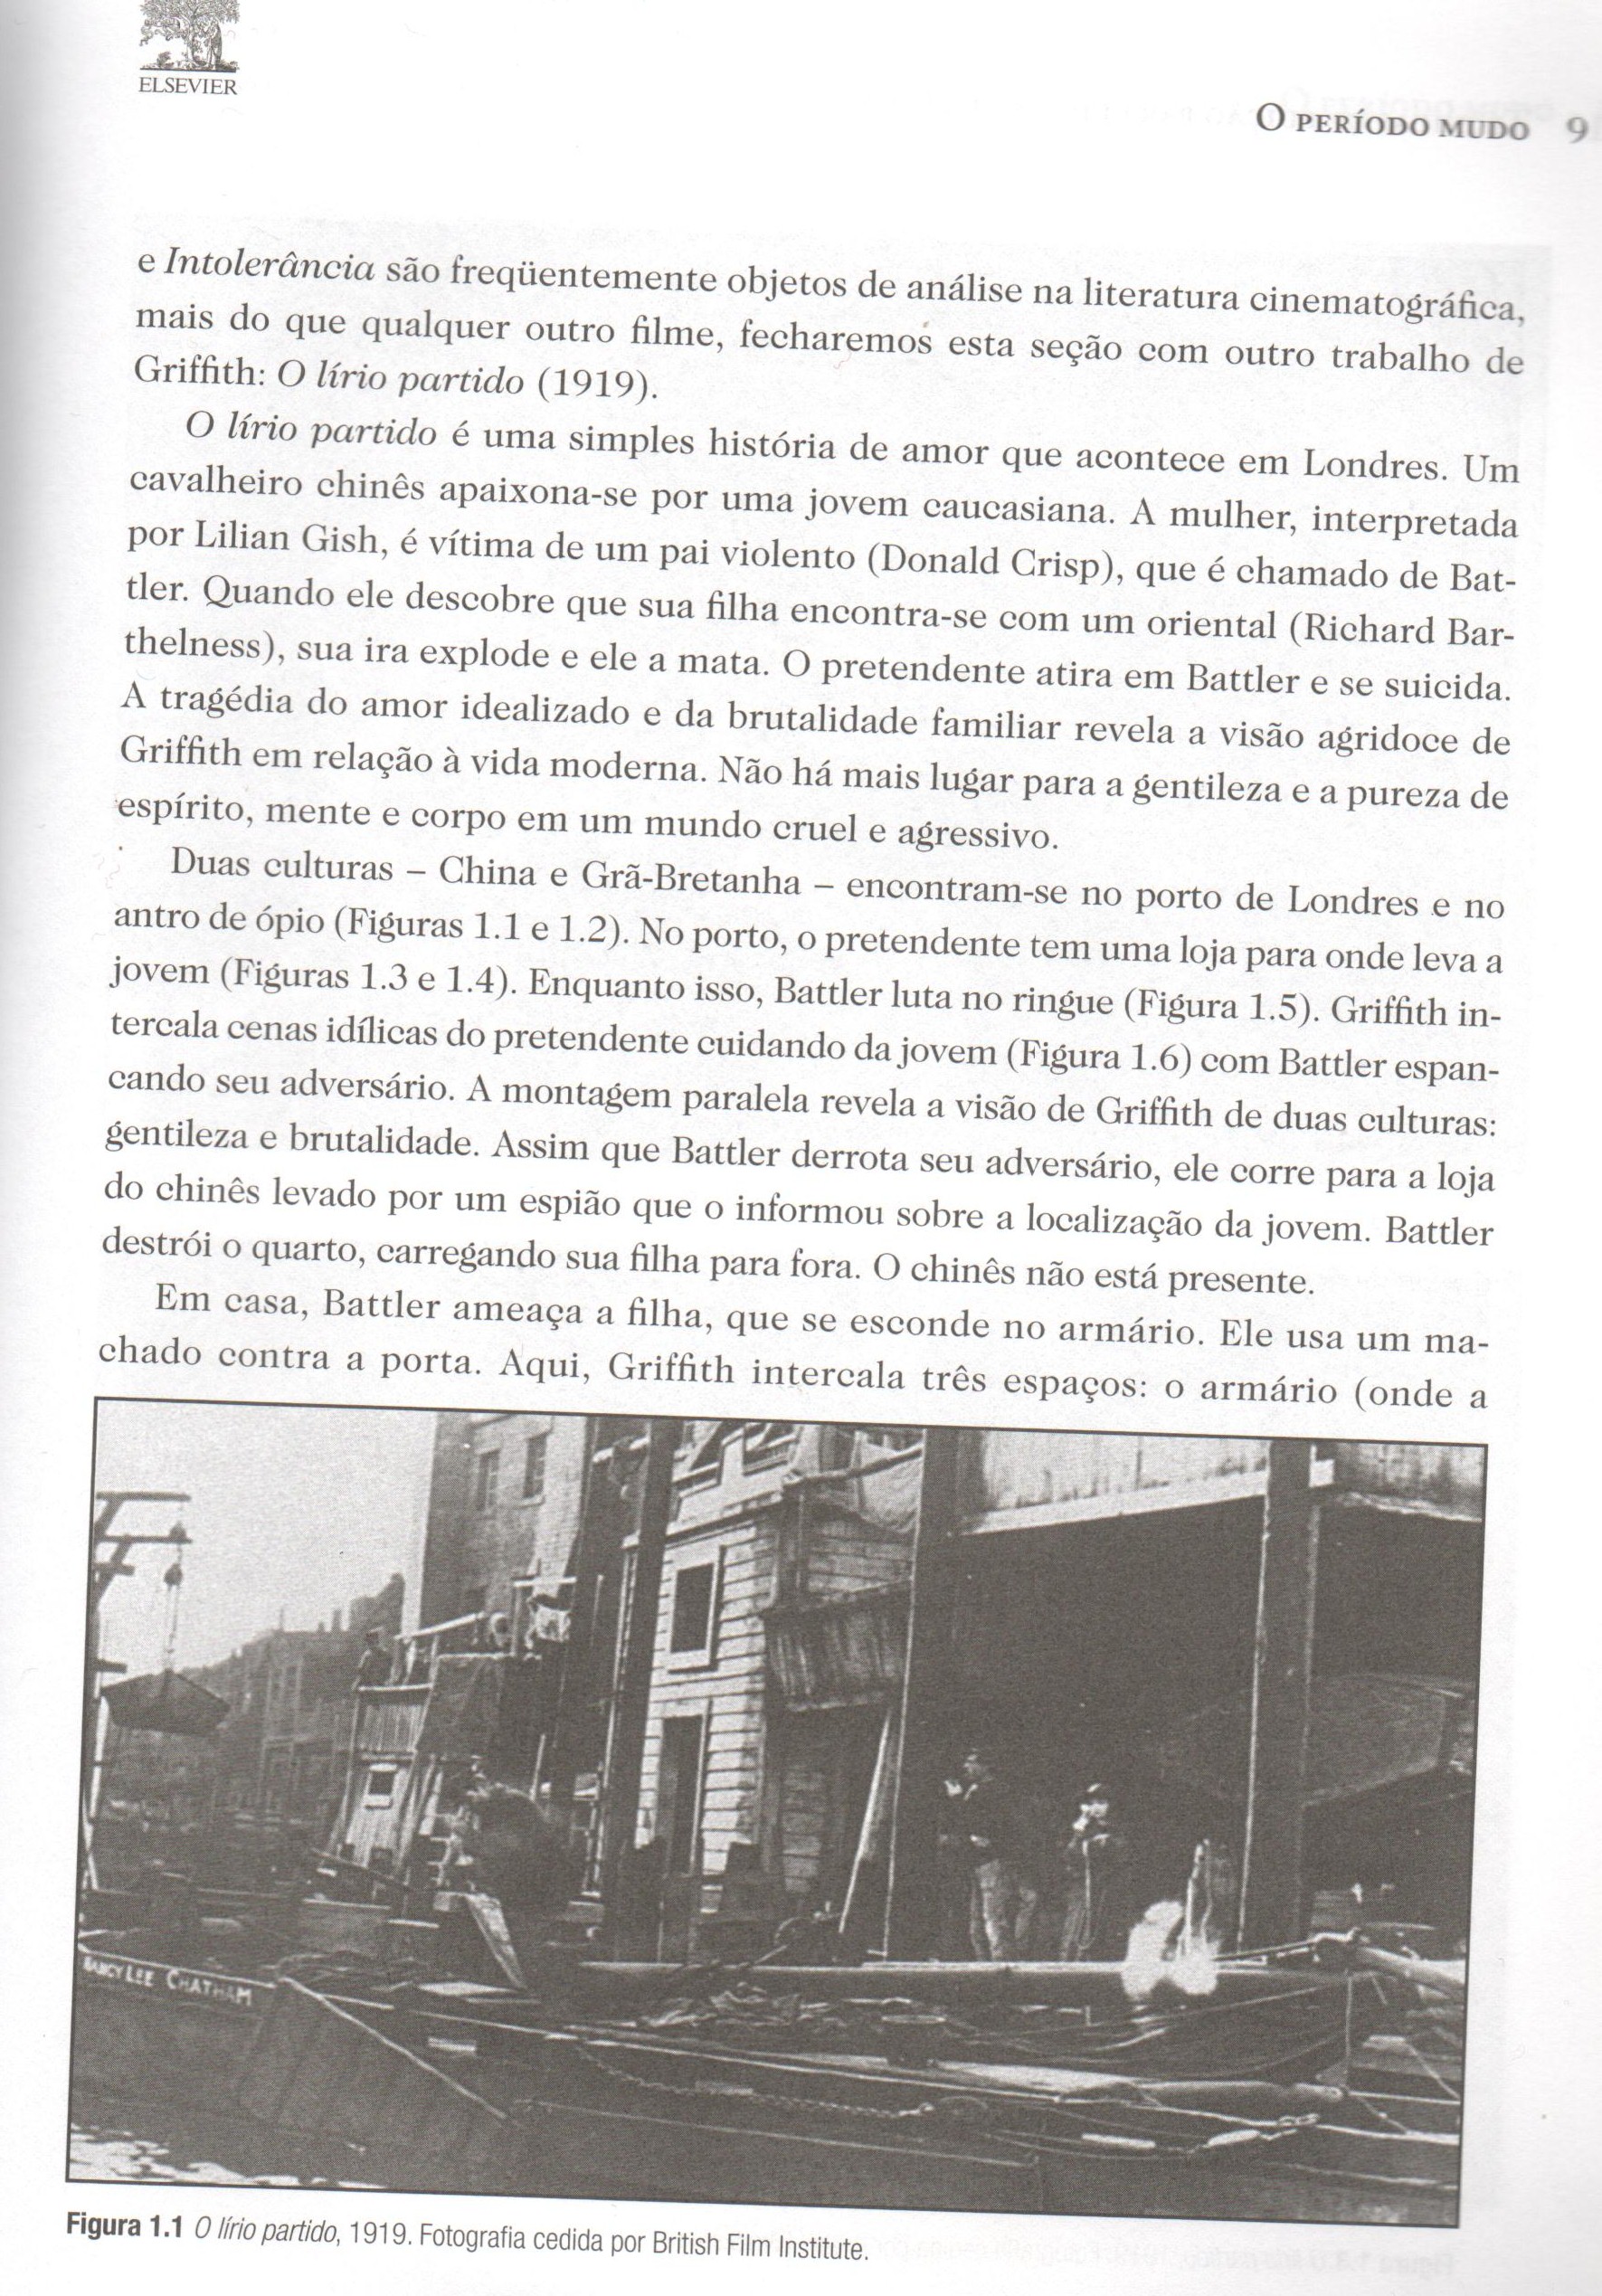 ELSEVIER
O PERÍODO MUDO 9
e Intolerância são freqüentemente objetos de análise na literatura cinematográfica,
mais do que qualquer outro filme, fecharemos esta seção com outro trabalho de
Griffith: O lírio partido (1919).
O lírio partido é uma simples história de amor que acontece em Londres. Um
cavalheiro chinês apaixona-se por uma jovem caucasiana. A mulher, interpretada
por Lilian Gish, é vítima de um pai violento (Donald Crisp), que é chamado de Bat-
tler. Quando ele descobre que sua filha encontra-se com um oriental (Richard Bar-
thelness), sua ira explode e ele a mata. O pretendente atira em Battler e se suicida.
A tragédia do amor idealizado e da brutalidade familiar revela a visão agridoce de
Griffith em relação à vida moderna. Não há mais lugar para a gentileza e a pureza de
espírito, mente e corpo em um mundo cruel e agressivo.
Duas culturas – China e Grã-Bretanha – encontram-se no porto de Londres e no
antro de ópio (Figuras 1.1 e 1.2). No porto, o pretendente tem uma loja para onde leva a
jovem (Figuras 1.3 e 1.4). Enquanto isso, Battler luta no ringue (Figura 1.5). Griffith in-
tercala cenas idílicas do pretendente cuidando da jovem (Figura 1.6) com Battler espan-
cando seu adversário. A montagem paralela revela a visão de Griffith de duas culturas:
gentileza e brutalidade. Assim que Battler derrota seu adversário, ele corre para a loja
do chinês levado por um espião que o informou sobre a localização da jovem. Battler
destrói o quarto, carregando sua filha para fora. O chinês não está presente.
Em casa, Battler ameaça a filha, que se esconde no armário. Ele usa um ma-
chado contra a porta. Aqui, Griffith intercala três espaços: o armário (onde a
NANCY LEE CHATHAM
Figura 1.1 O lírio partido, 1919. Fotografia cedida por British Film Institute.